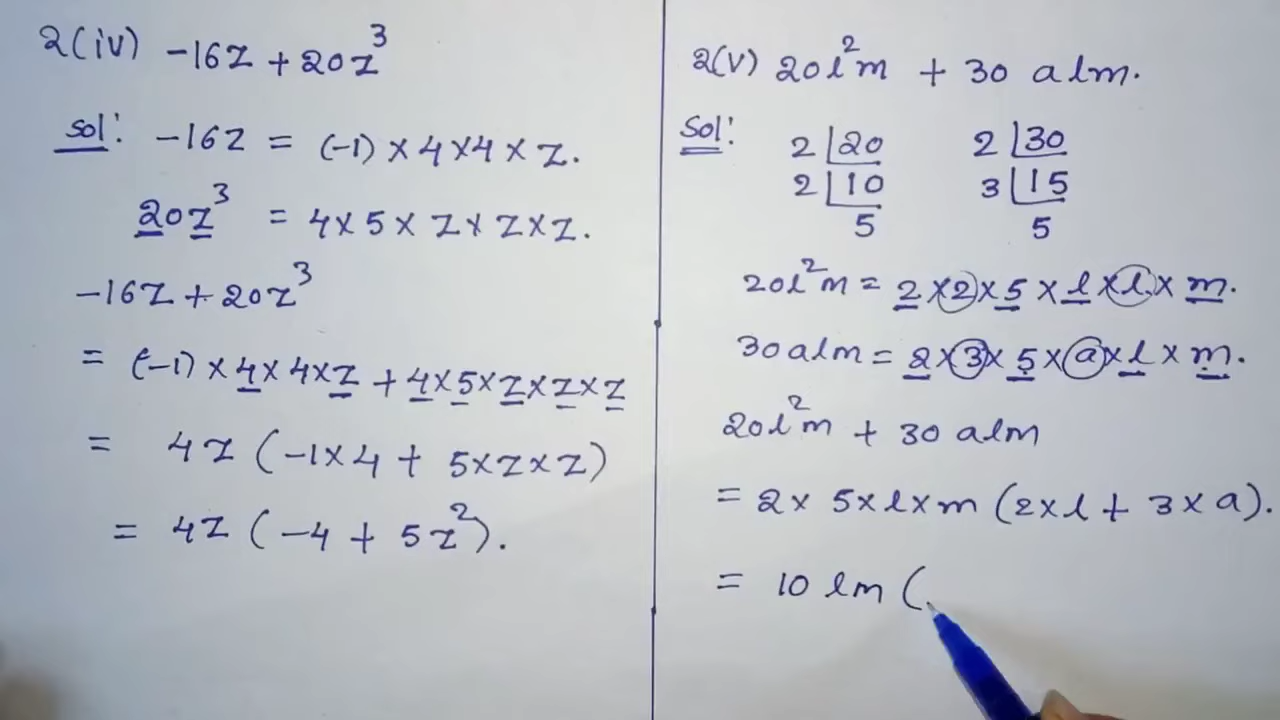 2(iv) -16z + 20z³
Sol: -16z = (-1) × 4 × 4 × z.
20z³ = 4 × 5 × z × z × z.
-16z + 20z³
= (-1) × 4 × 4 × z + 4 × 5 × z × z × z
= 4z (-1 × 4 + 5 × z × z)
= 4z (-4 + 5z²).
2(v) 20l²m + 30 alm.
Sol:
2 20 2 30
2 10 3 15
5 5
20l²m = 2 × 2 × 5 × l × l × m.
30alm = 2 × 3 × 5 × a × l × m.
20l²m + 30 alm
= 2 × 5 × l × m (2 × l + 3 × a).
= 10 lm (